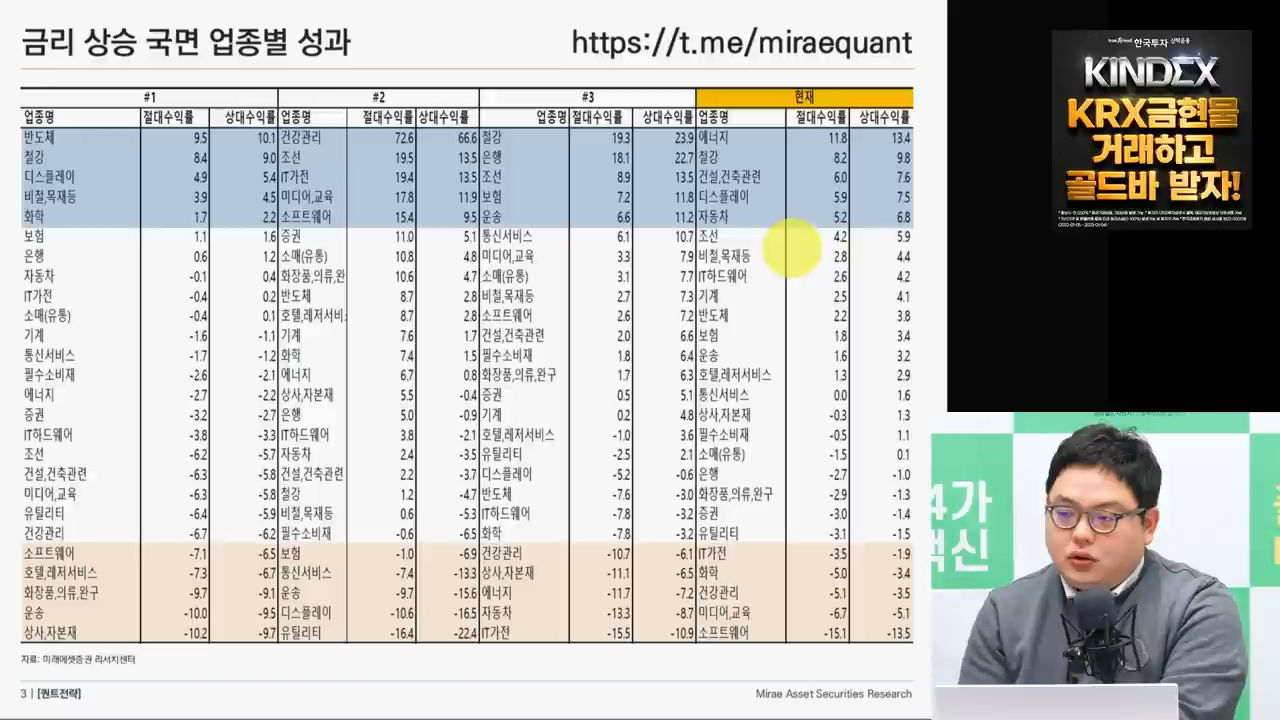 금리 상승 국면 업종별 성과
https://t.me/miraequant
#1 #2 #3 현재
업종명 절대수익률 상대수익률 업종명 절대수익률 상대수익률 업종명 절대수익률 상대수익률 업종명 절대수익률 상대수익률
반도체 9.5 10.1 건강관리 72.6 66.6 철강 19.3 23.9 에너지 11.8 13.4
철강 8.4 9.0 조선 19.5 13.5 은행 18.1 22.7 철강 8.2 9.8
디스플레이 4.9 5.4 IT가전 19.4 13.5 조선 8.9 13.5 건설,건축관련 6.0 7.6
비철,목재등 3.9 4.5 미디어,교육 17.8 11.9 보험 7.2 11.8 디스플레이 5.9 7.5
화학 1.7 2.2 소프트웨어 15.4 9.5 운송 6.6 11.2 자동차 5.2 6.8
보험 1.1 1.6 증권 11.0 5.1 통신서비스 6.1 10.7 조선 4.2 5.9
은행 0.6 1.2 소매(유통) 10.8 4.8 미디어,교육 3.3 7.9 비철,목재등 2.8 4.4
자동차 -0.1 0.4 화장품,의류,완 10.6 4.7 소매(유통) 3.1 7.7 IT하드웨어 2.6 4.2
IT가전 -0.4 0.2 반도체 8.7 2.8 비철,목재등 2.7 7.3 기계 2.5 4.1
소매(유통) -0.4 0.1 호텔,레저서비 8.7 2.8 소프트웨어 2.6 7.2 반도체 2.2 3.8
기계 -1.6 -1.1 기계 7.6 1.7 건설,건축관련 2.0 6.6 보험 1.8 3.4
통신서비스 -1.7 -1.2 화학 7.4 1.5 필수소비재 1.8 6.4 운송 1.6 3.2
필수소비재 -2.6 -2.1 에너지 6.7 0.8 화장품,의류,완구 1.7 6.3 호텔,레저서비스 1.3 2.9
에너지 -2.7 -2.2 상사,자본재 5.5 -0.4 증권 0.5 5.1 통신서비스 0.0 1.6
증권 -3.2 -2.7 은행 5.0 -0.9 기계 0.2 4.8 상사,자본재 -0.3 1.3
IT하드웨어 -3.8 -3.3 IT하드웨어 3.8 -2.1 호텔,레저서비스 -1.0 3.6 필수소비재 -0.5 1.1
조선 -6.2 -5.7 자동차 2.4 -3.5 유틸리티 -2.5 2.1 소매(유통) -1.5 0.1
건설,건축관련 -6.3 -5.8 건설,건축관련 2.2 -3.7 디스플레이 -5.2 -0.6 은행 -2.7 -1.0
미디어,교육 -6.3 -5.8 철강 1.2 -4.7 반도체 -7.6 -3.0 화장품,의류,완구 -2.9 -1.3
유틸리티 -6.4 -5.9 비철,목재등 0.6 -5.3 IT하드웨어 -7.8 -3.2 증권 -3.0 -1.4
건강관리 -6.7 -6.2 필수소비재 -0.6 -6.5 화학 -7.8 -3.2 유틸리티 -3.1 -1.5
소프트웨어 -7.1 -6.5 보험 -1.0 -6.9 건강관리 -10.7 -6.1 IT가전 -3.5 -1.9
호텔,레저서비스 -7.3 -6.7 통신서비스 -7.4 -13.3 상사,자본재 -11.1 -6.5 화학 -5.0 -3.4
화장품,의류,완구 -9.7 -9.1 운송 -9.7 -15.6 에너지 -11.7 -7.2 건강관리 -5.1 -3.5
운송 -10.0 -9.5 디스플레이 -10.6 -16.5 자동차 -13.3 -8.7 미디어,교육 -6.7 -5.1
상사,자본재 -10.2 -9.7 유틸리티 -16.4 -22.4 IT가전 -15.5 -10.9 소프트웨어 -15.1 -13.5
자료: 미래에셋증권 리서치센터
3 | [퀀트전략]
Mirae Asset Securities Research
한국투자 신탁운용
KINDEX
KRX금현물
거래하고
골드바 받자!
4가
혁신